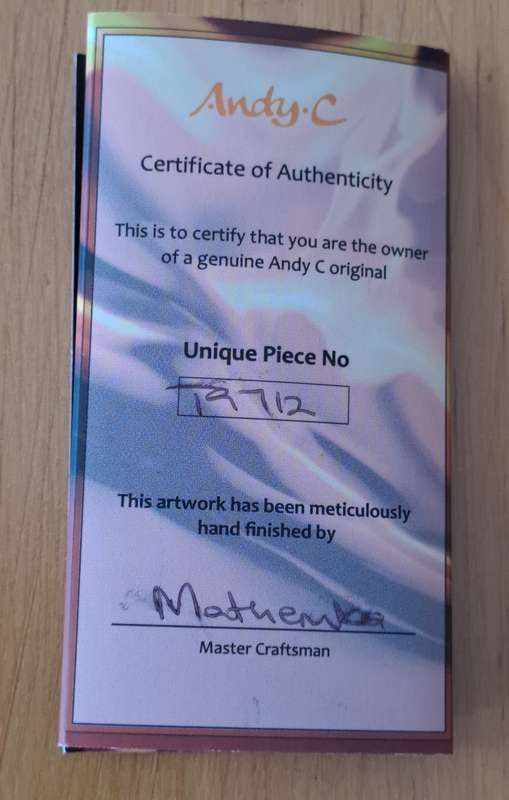 Andy·C
Certificate of Authenticity
This is to certify that you are the owner
of a genuine Andy C original
Unique Piece No
T9712
This artwork has been meticulously
hand finished by
Master Craftsman